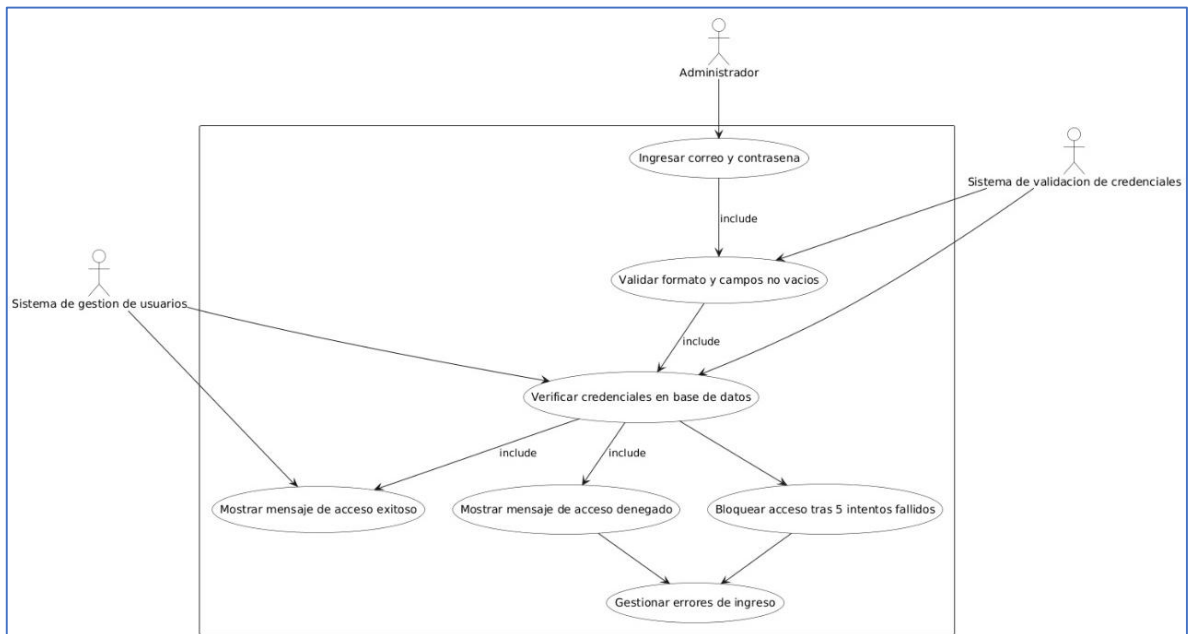 Administrador
Ingresar correo y contrasena
Sistema de validacion de credenciales
include
Validar formato y campos no vacios
Sistema de gestion de usuarios
include
Verificar credenciales en base de datos
include
include
Mostrar mensaje de acceso exitoso
Mostrar mensaje de acceso denegado
Bloquear acceso tras 5 intentos fallidos
Gestionar errores de ingreso